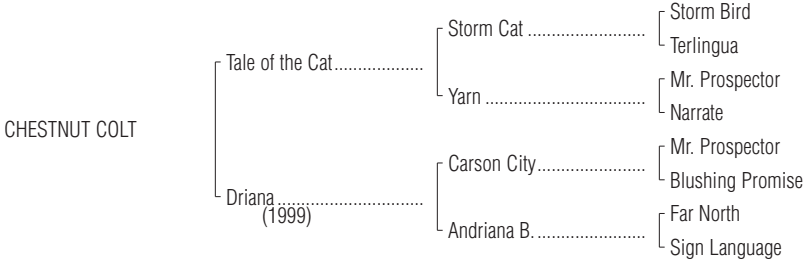 Storm Bird
Storm Cat ........................
Terlingua
Tale of the Cat..................
Mr. Prospector
Yarn .................................
Narrate
CHESTNUT COLT
Mr. Prospector
Carson City......................
Blushing Promise
Driana..............................
(1999)
Far North
Andriana B. ......................
Sign Language